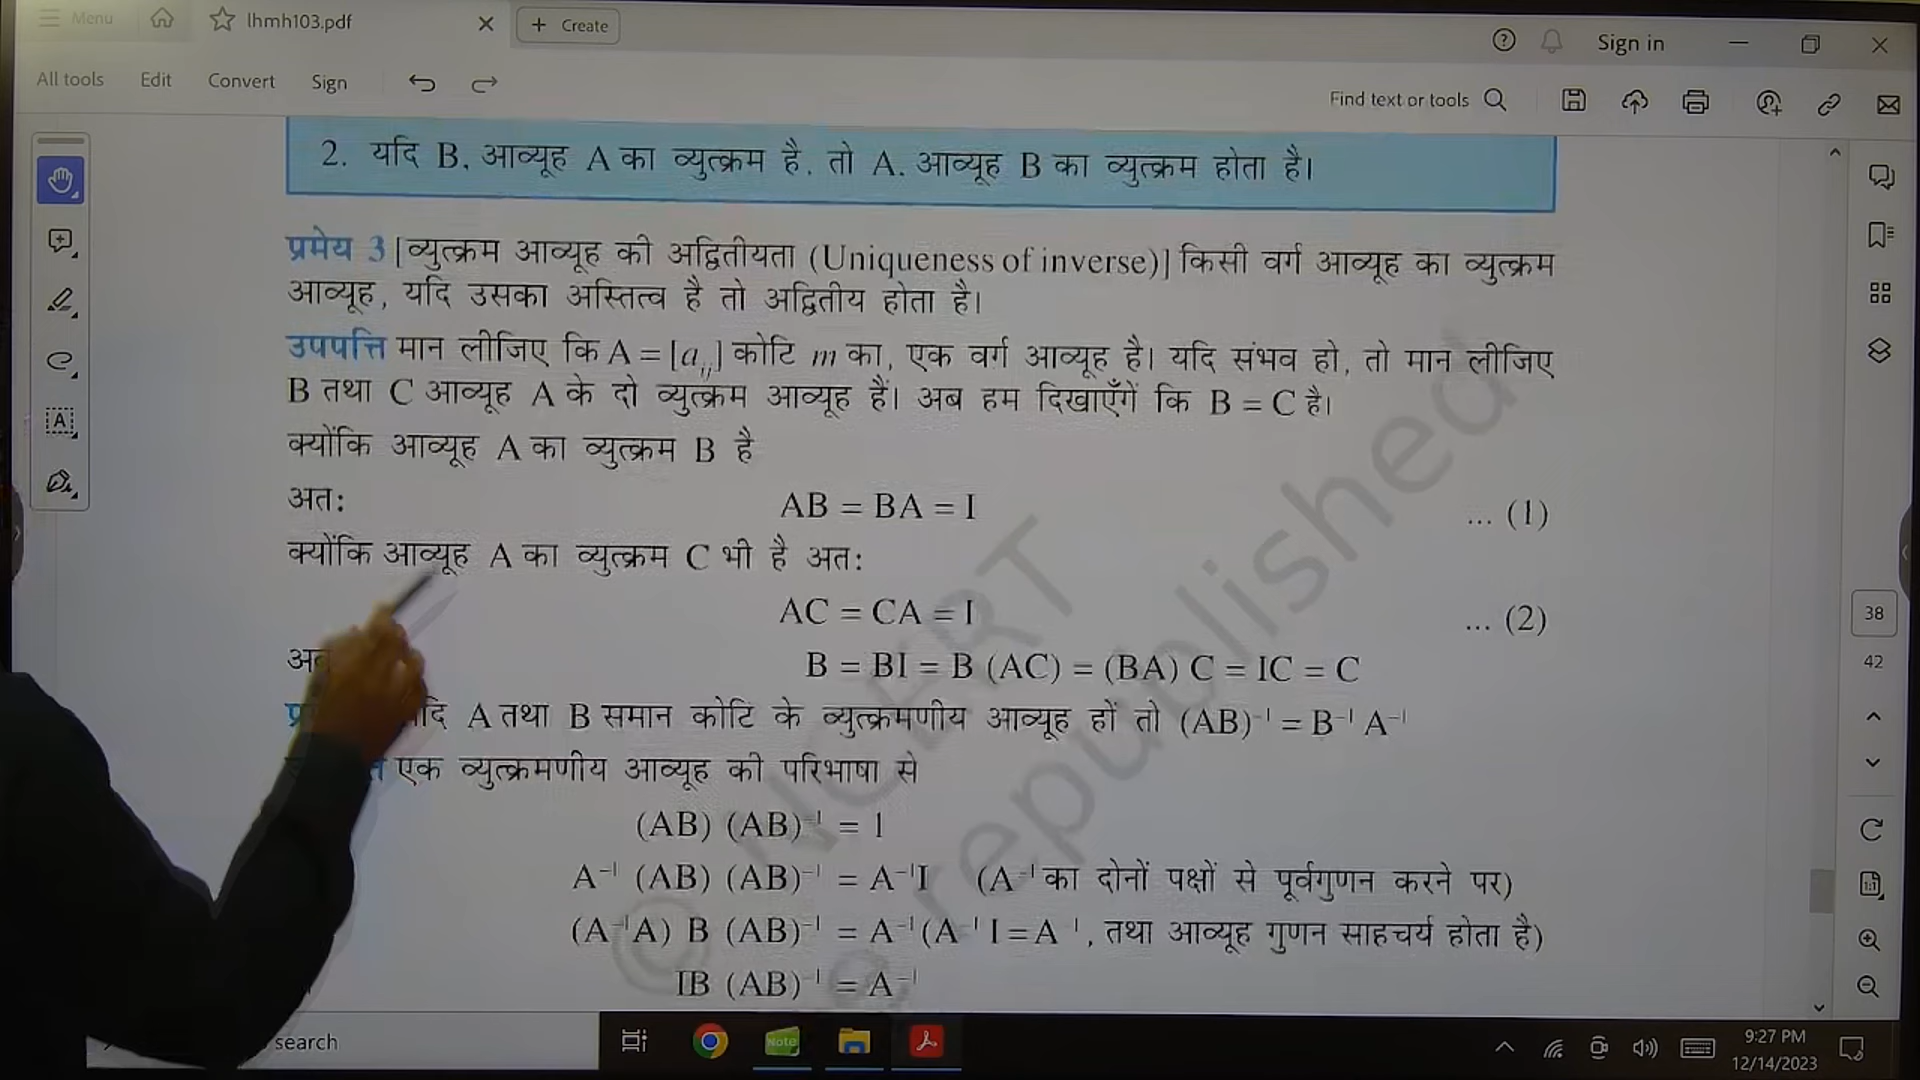 Menu
lhmh103.pdf
+ Create
Sign in
All tools Edit Convert Sign
Find text or tools
2. यदि B, आव्यूह A का व्युत्क्रम है, तो A, आव्यूह B का व्युत्क्रम होता है।
प्रमेय 3 [व्युत्क्रम आव्यूह की अद्वितीयता (Uniqueness of inverse)] किसी वर्ग आव्यूह का व्युत्क्रम
आव्यूह, यदि उसका अस्तित्व है तो अद्वितीय होता है।
उपपत्ति मान लीजिए कि A = [a_ij] कोटि m का, एक वर्ग आव्यूह है। यदि संभव हो, तो मान लीजिए
B तथा C आव्यूह A के दो व्युत्क्रम आव्यूह हैं। अब हम दिखाएँगें कि B = C है।
क्योंकि आव्यूह A का व्युत्क्रम B है
अत: AB = BA = I ... (1)
क्योंकि आव्यूह A का व्युत्क्रम C भी है अत:
AC = CA = I ... (2)
B = BI = B (AC) = (BA) C = IC = C
A तथा B समान कोटि के व्युत्क्रमणीय आव्यूह हों तो (AB)⁻¹ = B⁻¹ A⁻¹
एक व्युत्क्रमणीय आव्यूह की परिभाषा से
(AB) (AB)⁻¹ = 1
A⁻¹ (AB) (AB)⁻¹ = A⁻¹I (A⁻¹ का दोनों पक्षों से पूर्वगुणन करने पर)
(A⁻¹A) B (AB)⁻¹ = A⁻¹ (A⁻¹ I = A⁻¹, तथा आव्यूह गुणन साहचर्य होता है)
IB (AB)⁻¹ = A⁻¹
© NCERT
republished
38
42
search
Note
9:27 PM
12/14/2023